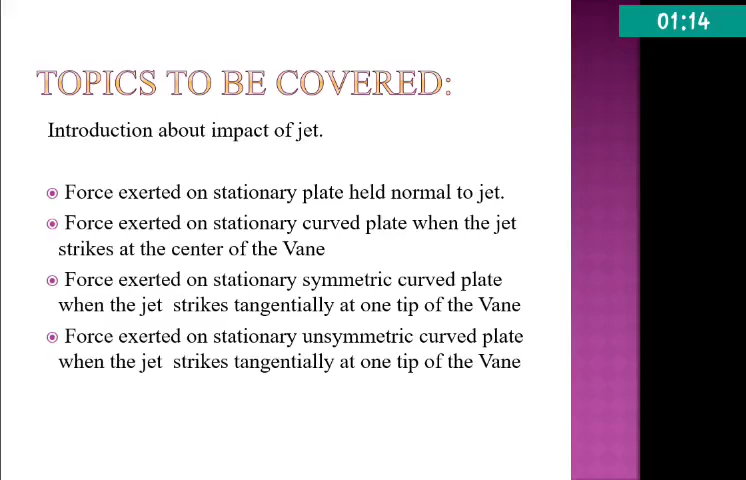 01:14
TOPICS TO BE COVERED:
Introduction about impact of jet.
Force exerted on stationary plate held normal to jet.
Force exerted on stationary curved plate when the jet
strikes at the center of the Vane
Force exerted on stationary symmetric curved plate
when the jet strikes tangentially at one tip of the Vane
Force exerted on stationary unsymmetric curved plate
when the jet strikes tangentially at one tip of the Vane